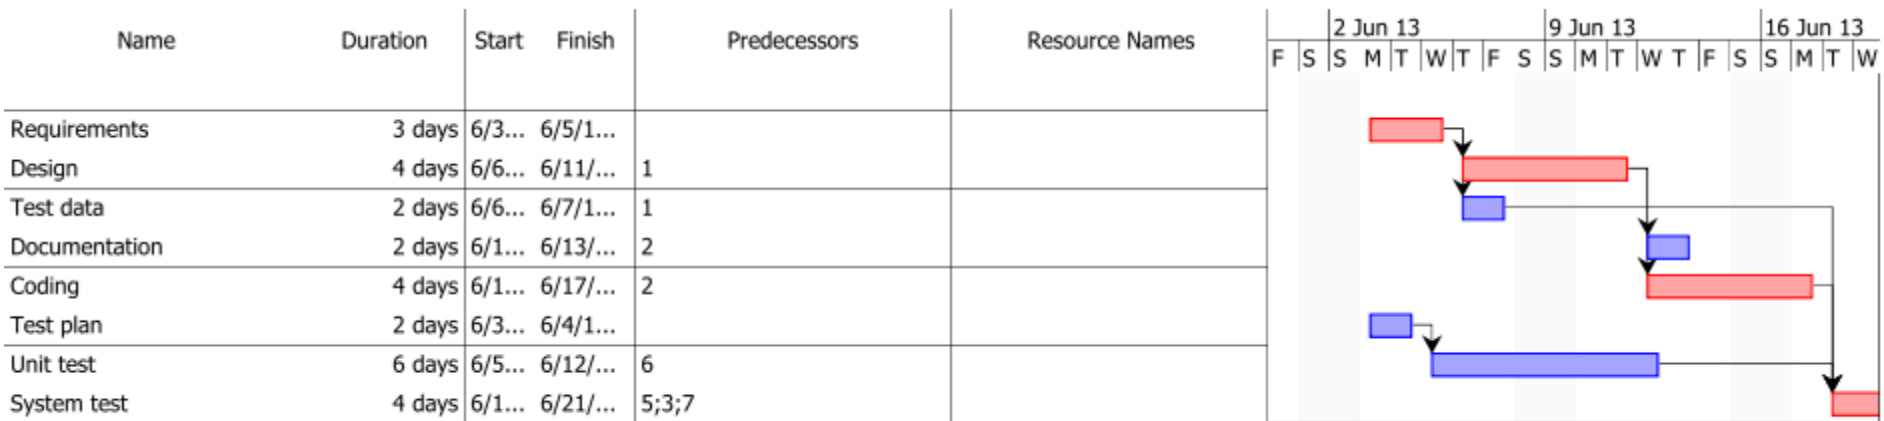 2 Jun 13 9 Jun 13 16 Jun 13
Name Duration Start Finish Predecessors Resource Names
F S S M T W T F S S M T W T F S S M T W
Requirements 3 days 6/3... 6/5/1...
Design 4 days 6/6... 6/11/... 1
Test data 2 days 6/6... 6/7/1... 1
Documentation 2 days 6/1... 6/13/... 2
Coding 4 days 6/1... 6/17/... 2
Test plan 2 days 6/3... 6/4/1...
Unit test 6 days 6/5... 6/12/... 6
System test 4 days 6/1... 6/21/... 5;3;7